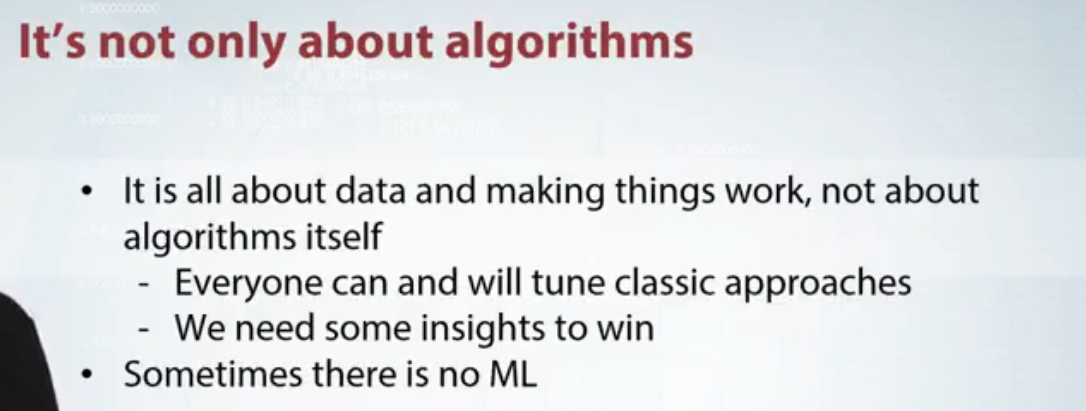 It's not only about algorithms
• It is all about data and making things work, not about
algorithms itself
- Everyone can and will tune classic approaches
- We need some insights to win
• Sometimes there is no ML